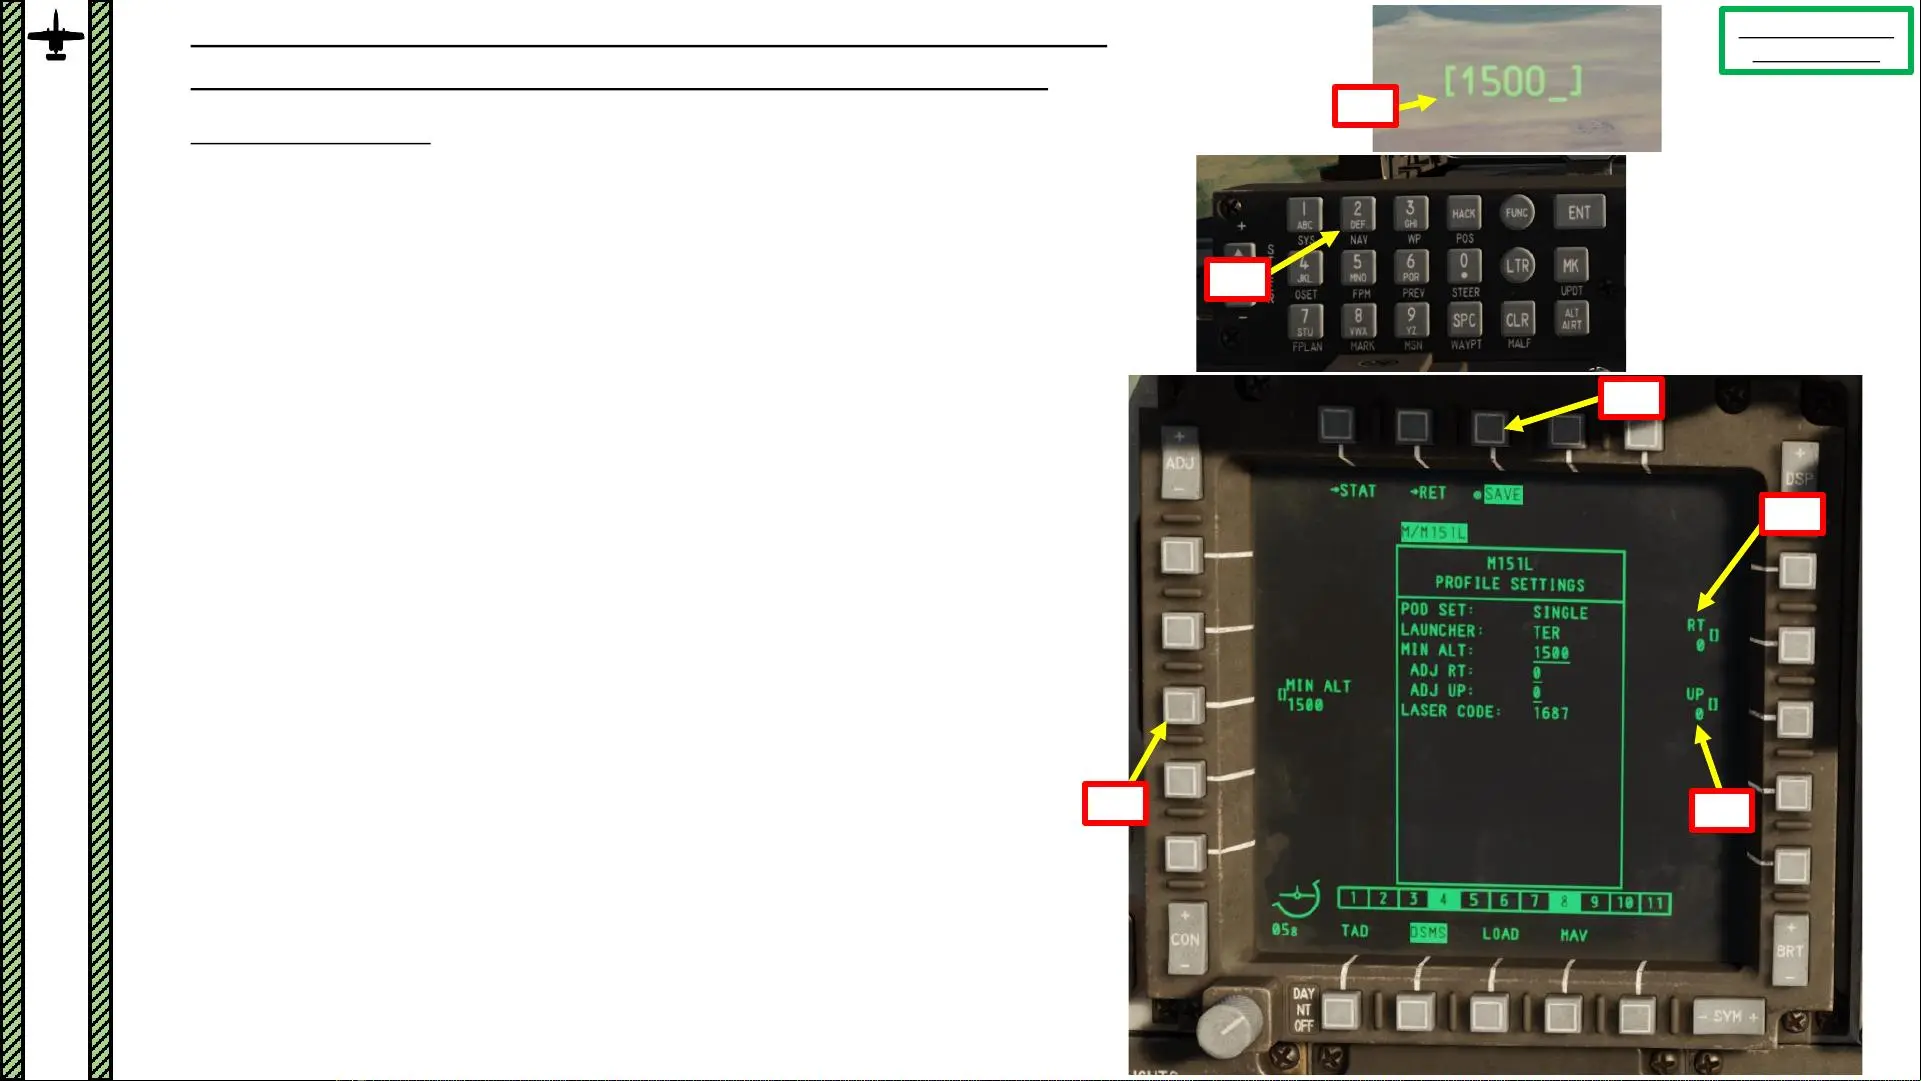 [1500_]
1 2 3 HACK FUNC ENT
ABC DEF GHI
+ SYS NAV WP POS
4 5 6 0 LTR MK
JKL MNO PQR
OSET FPM PREV STEER UPDT
7 8 9 SPC CLR ALT
STU VWX YZ AIRT
– FPLAN MARK MSN WAYPT MALF
+ ADJ –
+ DSP
→STAT →RET SAVE
M/M151L
M151L
PROFILE SETTINGS
POD SET: SINGLE
LAUNCHER: TER
MIN ALT: 1500
ADJ RT: 0
ADJ UP: 0
LASER CODE: 1687
[]MIN ALT
1500
RT []
0
UP []
0
1 2 3 4 5 6 7 8 9 10 11
058 TAD DSMS LOAD MAV
+ CON –
+ BRT –
DAY
NT
OFF
– SYM +